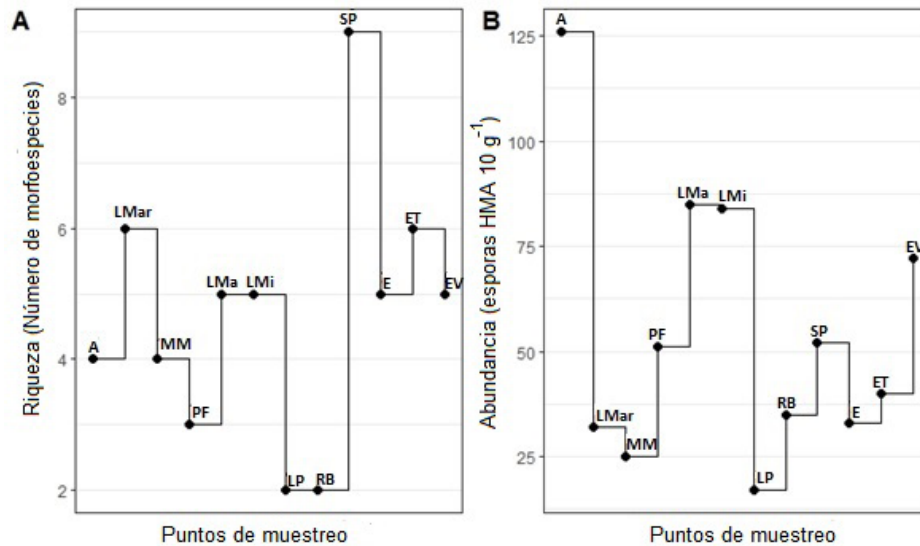 A
Riqueza (Número de morfoespecies)
8
6
4
2
A
LMar
MM
PF
LMa
LMi
LP
RB
SP
E
ET
EV
Puntos de muestreo
B
Abundancia (esporas HMA 10 g⁻¹)
125
100
75
50
25
A
LMar
MM
PF
LMa
LMi
LP
RB
SP
E
ET
EV
Puntos de muestreo